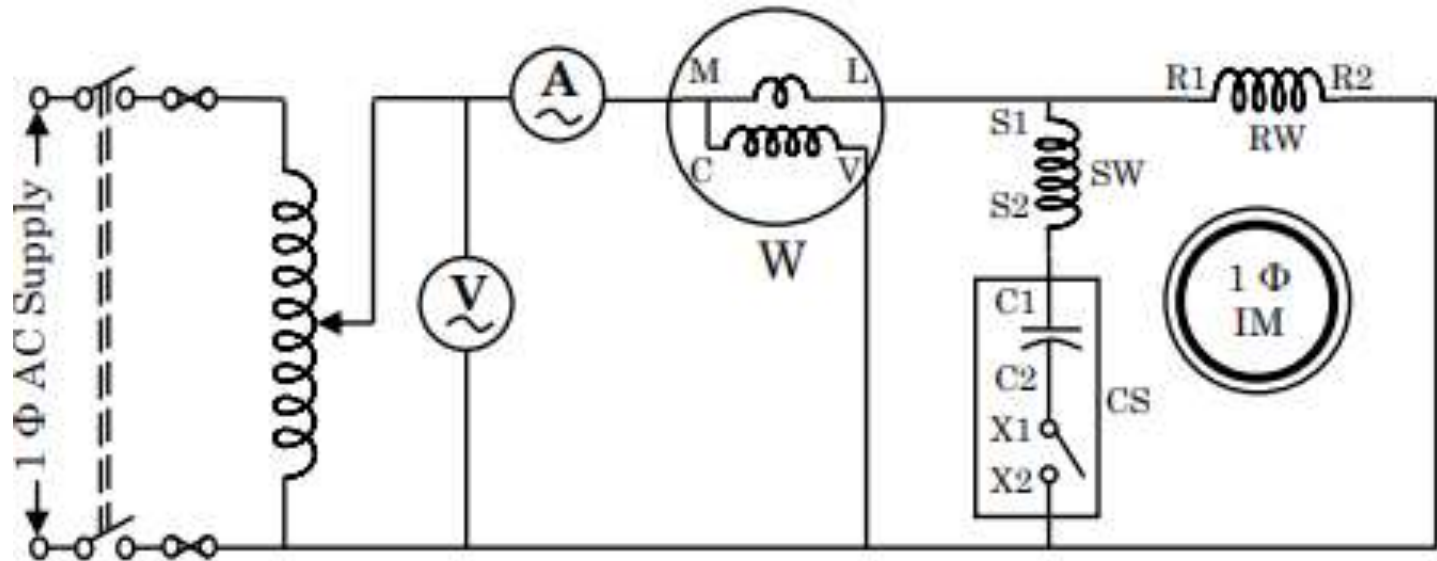 1 Φ AC Supply
A
V
M
L
C
V
W
S1
S2
SW
R1
R2
RW
C1
C2
X1
X2
CS
1 Φ
IM